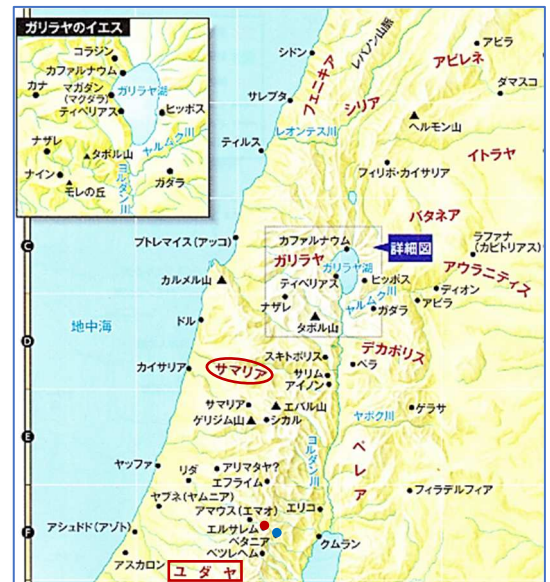 ガリラヤのイエス
コラジン
カファルナウム
カナ
マガダン
(マクダラ)
ガリラヤ湖
ティベリアス
ヒッポス
ヤルムク川
ナザレ
タボル山
ナイン
モレの丘
ヨルダン川
ガダラ
シドン
レバノン山脈
アビラ
アビレネ
ダマスコ
サレプタ
フェニキア
シリア
ヘルモン山
レオンテス川
ティルス
イトラヤ
フィリポ・カイサリア
バタネア
C
プトレマイス(アッコ)
カファルナウム
詳細図
ラファナ
(カピトリアス)
ガリラヤ
ガリラヤ湖
アウラニティス
カルメル山
ティベリアス
ヒッポス
ディオン
ナザレ
ヤルムク川
アビラ
ガダラ
地中海
ドル
タボル山
D
デカポリス
スキトポリス
カイサリア
サマリア
サリム
ペラ
アイノン
サマリア
エバル山
ゲラサ
ゲリジム山
シカル
ヤボク川
E
ヨルダン川
ペレア
ヤッファ
リダ
アリマタヤ?
エフライム
フィラデルフィア
ヤブネ(ヤムニア)
アマウス(エマオ)
エリコ
F
アシュドド(アゾト)
エルサレム
ベタニア
クムラン
アスカロン
ベツレヘム
ユダヤ